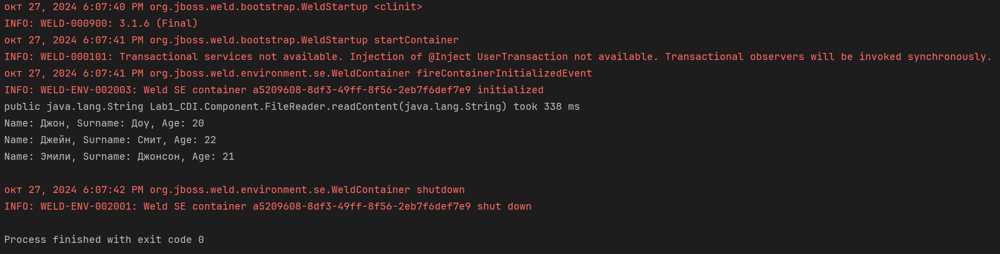 окт 27, 2024 6:07:40 PM org.jboss.weld.bootstrap.WeldStartup <clinit>
INFO: WELD-000900: 3.1.6 (Final)
окт 27, 2024 6:07:41 PM org.jboss.weld.bootstrap.WeldStartup startContainer
INFO: WELD-000101: Transactional services not available. Injection of @Inject UserTransaction not available. Transactional observers will be invoked synchronously.
окт 27, 2024 6:07:41 PM org.jboss.weld.environment.se.WeldContainer fireContainerInitializedEvent
INFO: WELD-ENV-002003: Weld SE container a5209608-8df3-49ff-8f56-2eb7f6def7e9 initialized
public java.lang.String Lab1_CDI.Component.FileReader.readContent(java.lang.String) took 338 ms
Name: Джон, Surname: Доу, Age: 20
Name: Джейн, Surname: Смит, Age: 22
Name: Эмили, Surname: Джонсон, Age: 21
окт 27, 2024 6:07:42 PM org.jboss.weld.environment.se.WeldContainer shutdown
INFO: WELD-ENV-002001: Weld SE container a5209608-8df3-49ff-8f56-2eb7f6def7e9 shut down
Process finished with exit code 0